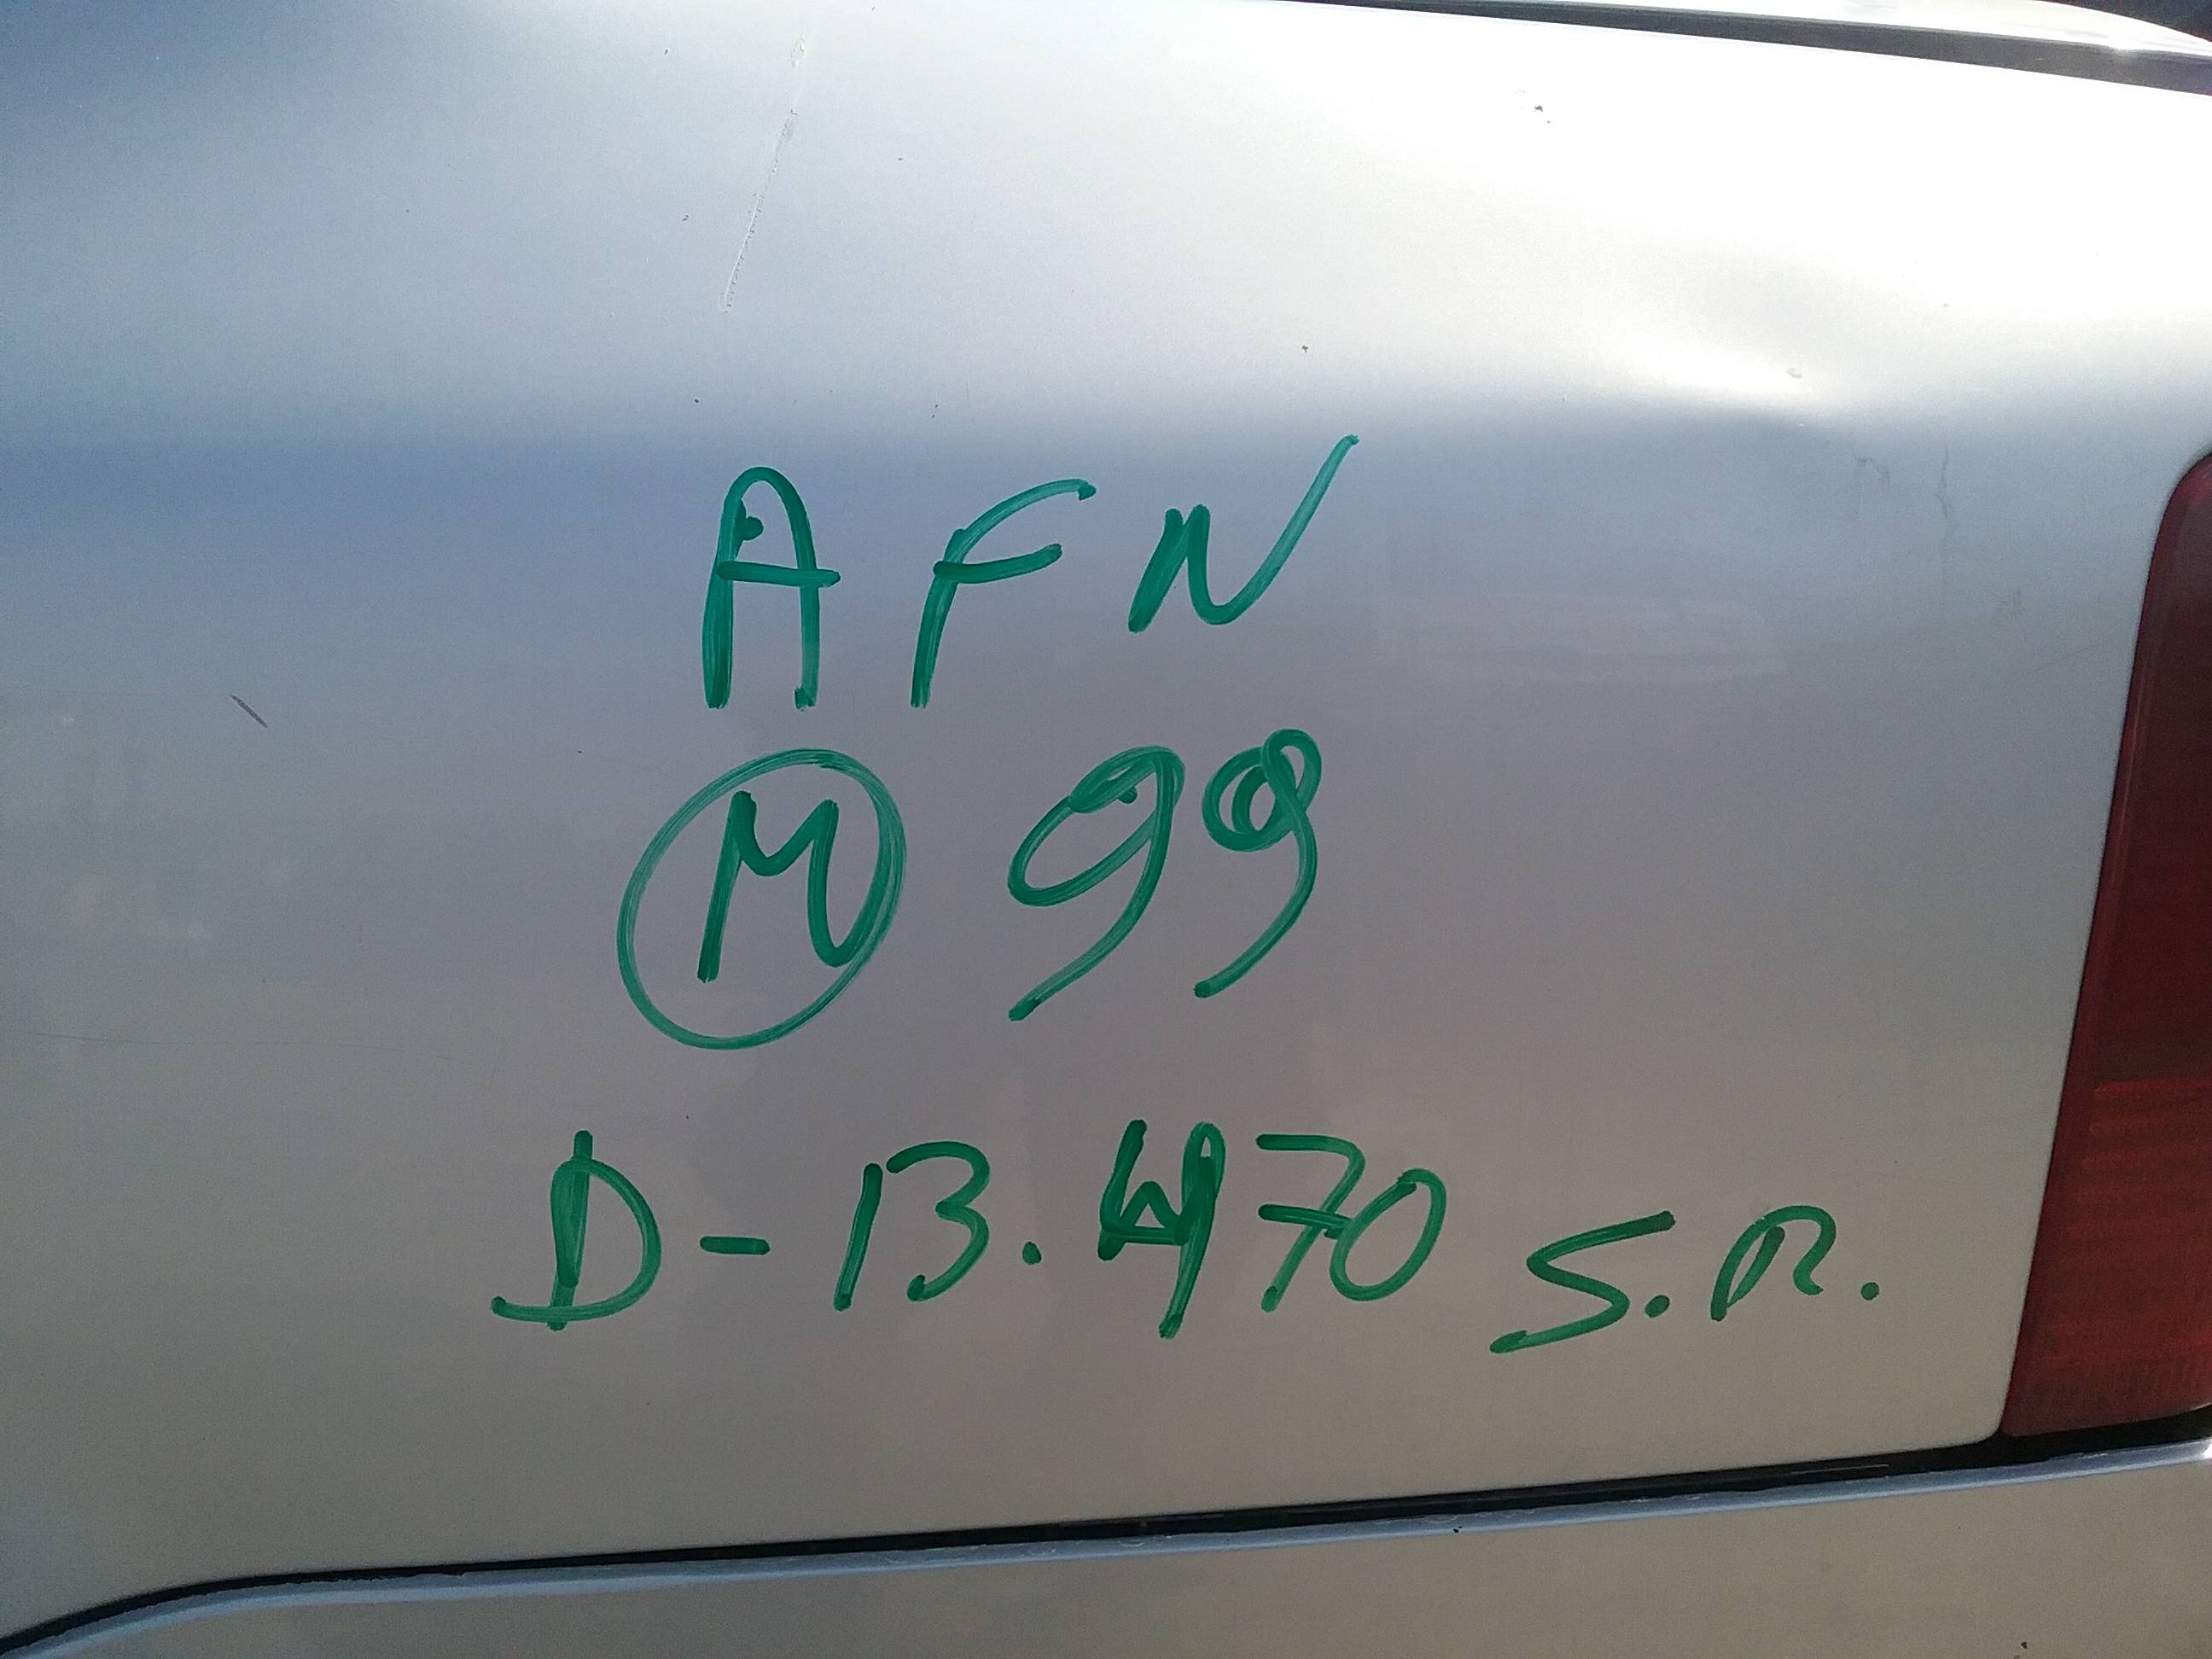 AFN
M 99
D-13.470 S.R.